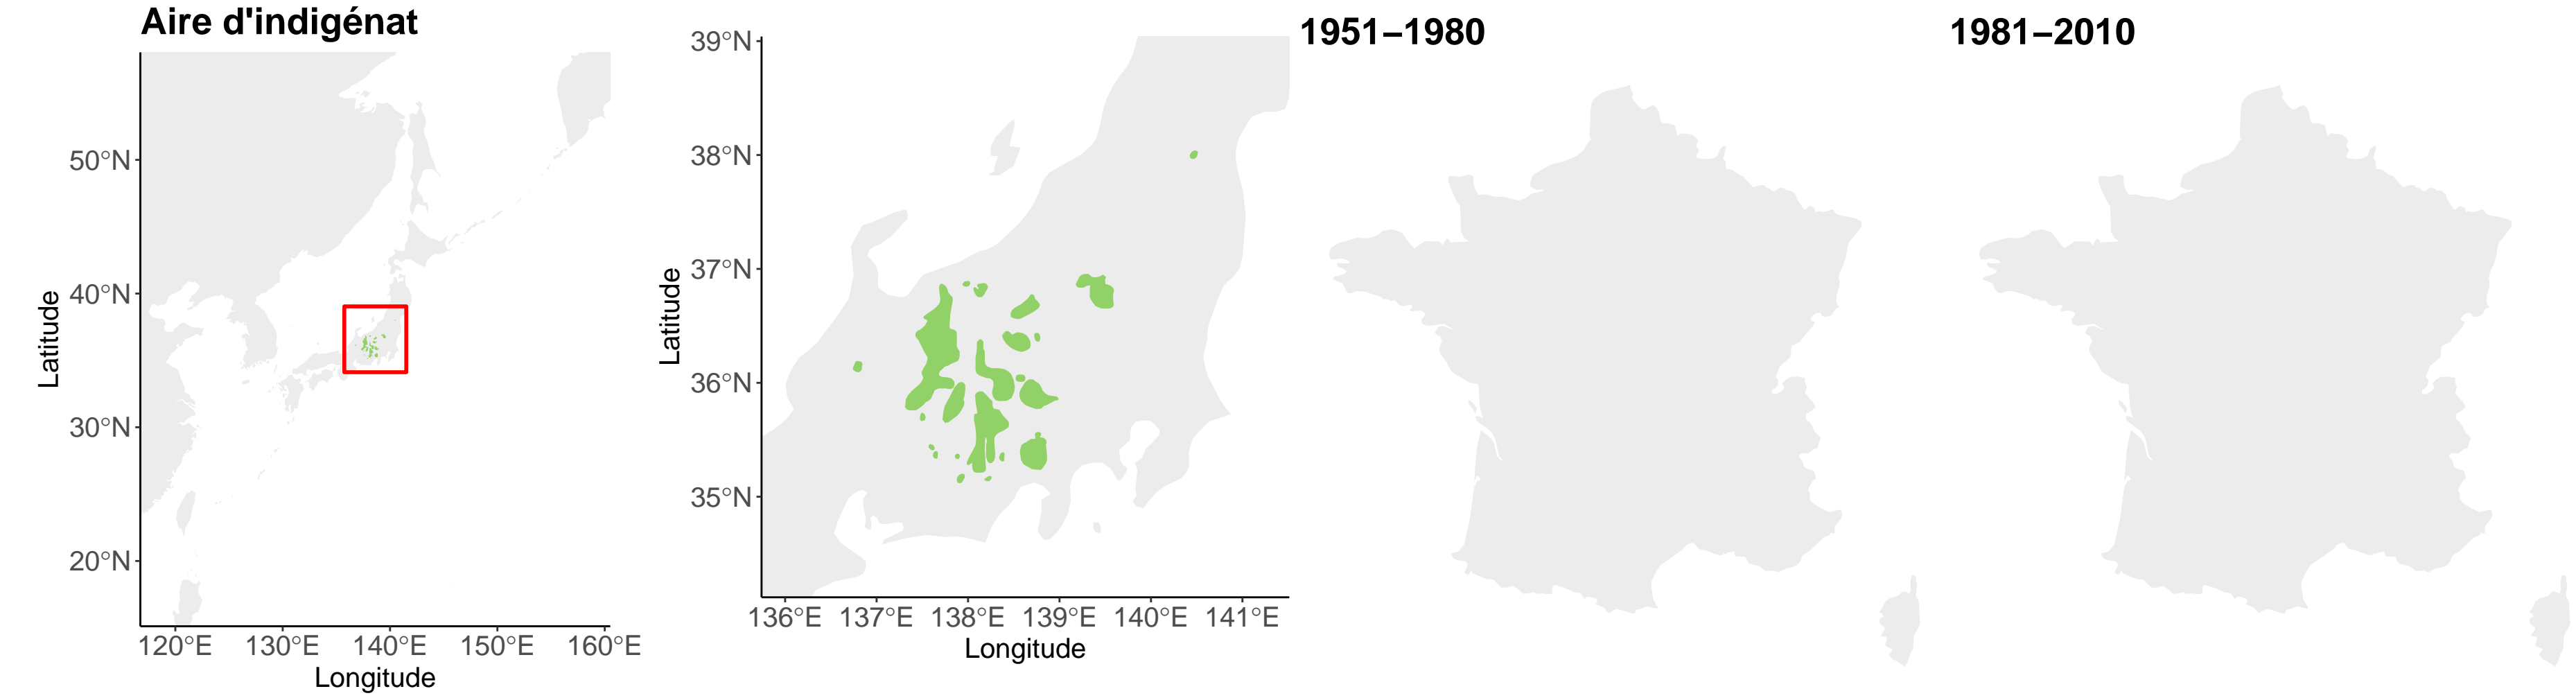 Aire d'indigénat
50°N
40°N
30°N
20°N
Latitude
120°E 130°E 140°E 150°E 160°E
Longitude
39°N
38°N
37°N
36°N
35°N
Latitude
136°E 137°E 138°E 139°E 140°E 141°E
Longitude
1951–1980
1981–2010